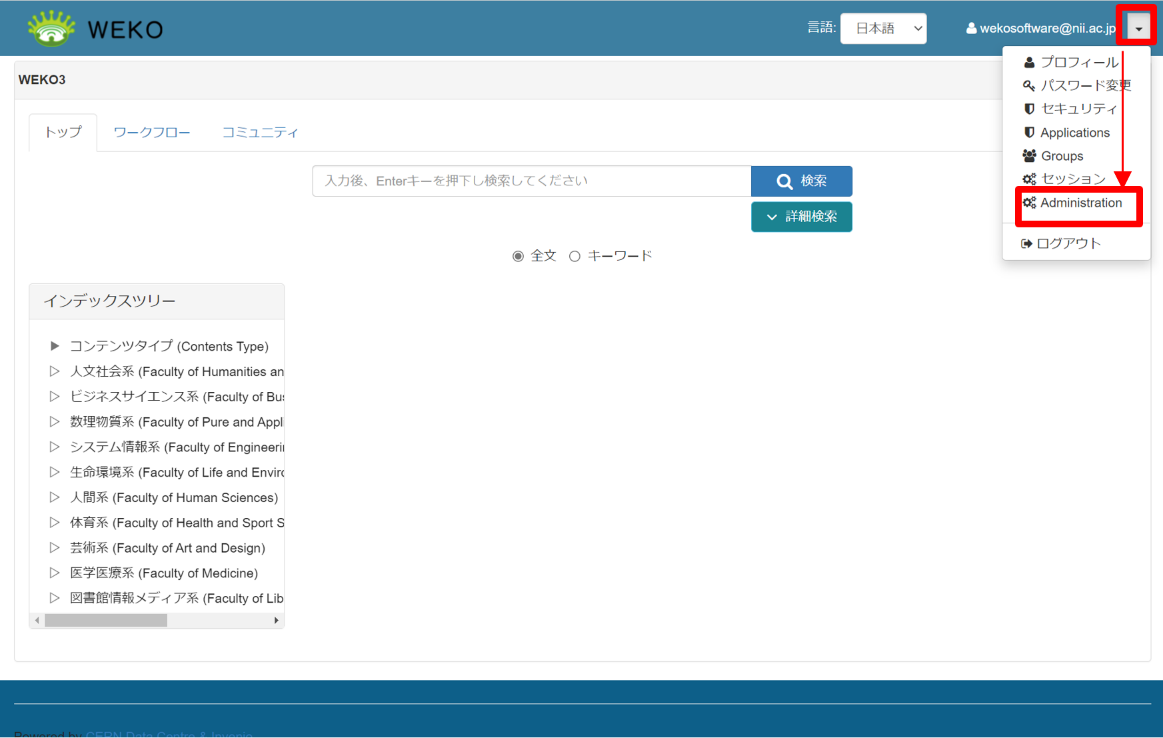 WEKO
言語: 日本語
wekosoftware@nii.ac.jp
プロフィール
パスワード変更
セキュリティ
Applications
Groups
セッション
Administration
ログアウト
WEKO3
トップ ワークフロー コミュニティ
入力後、Enterキーを押下し検索してください 検索
詳細検索
全文 キーワード
インデックスツリー
コンテンツタイプ (Contents Type)
人文社会系 (Faculty of Humanities an
ビジネスサイエンス系 (Faculty of Bus
数理物質系 (Faculty of Pure and Appl
システム情報系 (Faculty of Engineeri
生命環境系 (Faculty of Life and Enviro
人間系 (Faculty of Human Sciences)
体育系 (Faculty of Health and Sport S
芸術系 (Faculty of Art and Design)
医学医療系 (Faculty of Medicine)
図書館情報メディア系 (Faculty of Lib
Powered by CERN Data Centre & Invenio